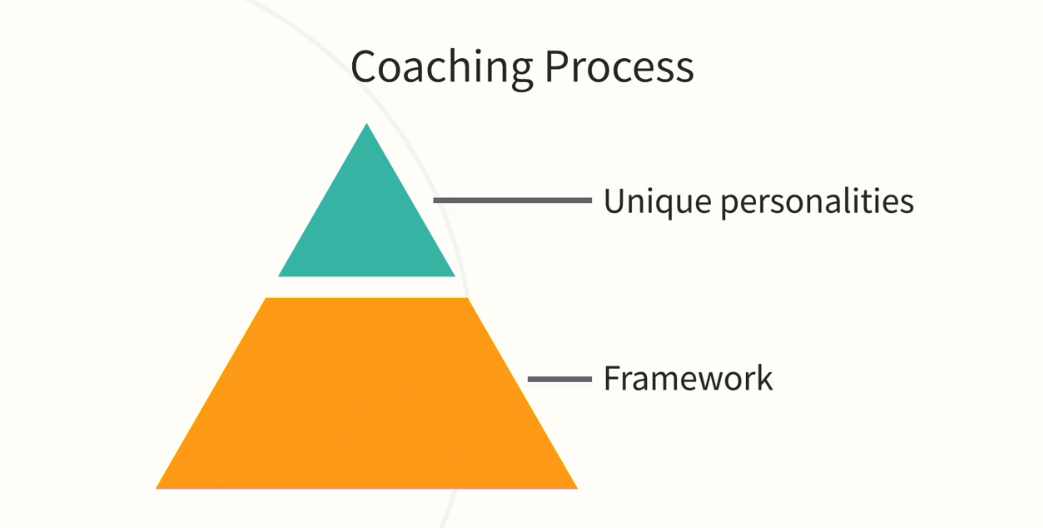 Coaching Process
Unique personalities
Framework